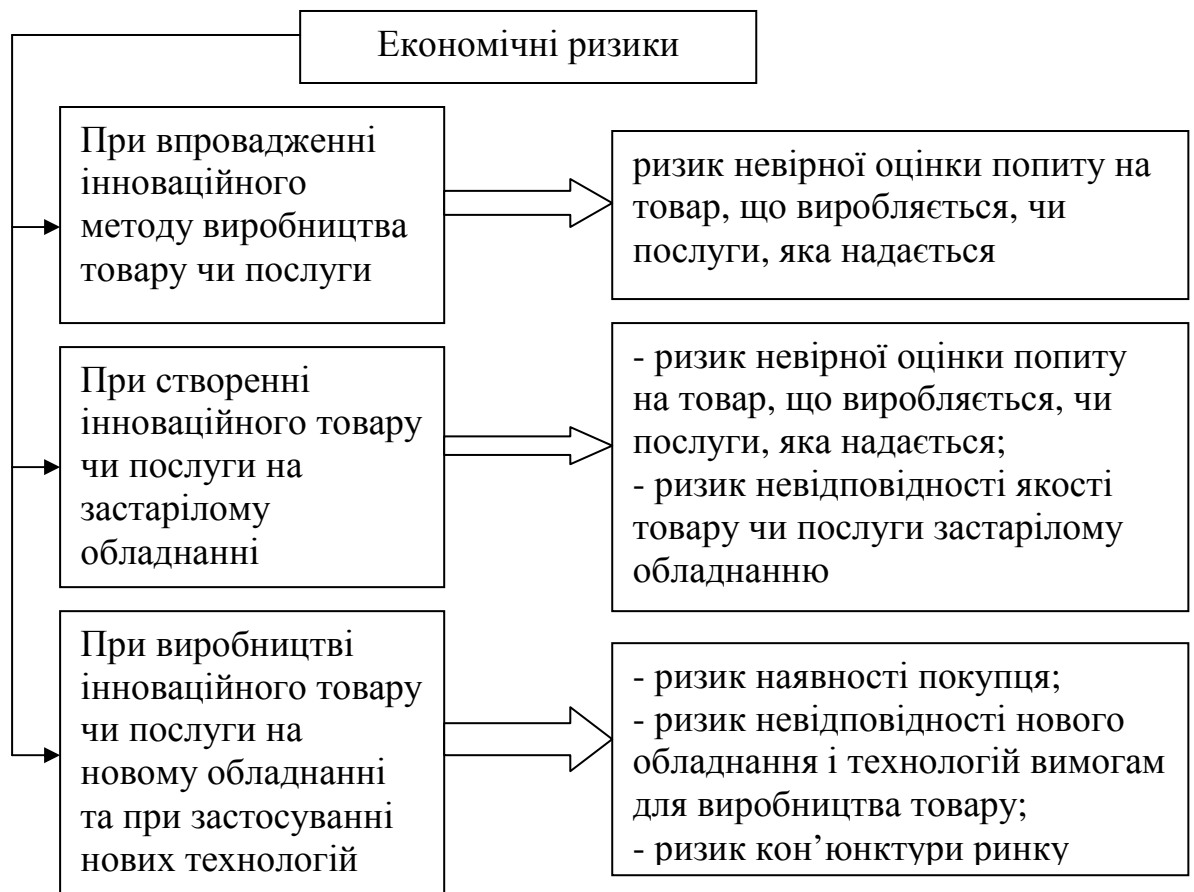 Економічні ризики
При впровадженні
інноваційного
методу виробництва
товару чи послуги
ризик невірної оцінки попиту на
товар, що виробляється, чи
послуги, яка надається
При створенні
інноваційного товару
чи послуги на
застарілому
обладнанні
- ризик невірної оцінки попиту
на товар, що виробляється, чи
послуги, яка надається;
- ризик невідповідності якості
товару чи послуги застарілому
обладнанню
При виробництві
інноваційного товару
чи послуги на
новому обладнанні
та при застосуванні
нових технологій
- ризик наявності покупця;
- ризик невідповідності нового
обладнання і технологій вимогам
для виробництва товару;
- ризик кон’юнктури ринку